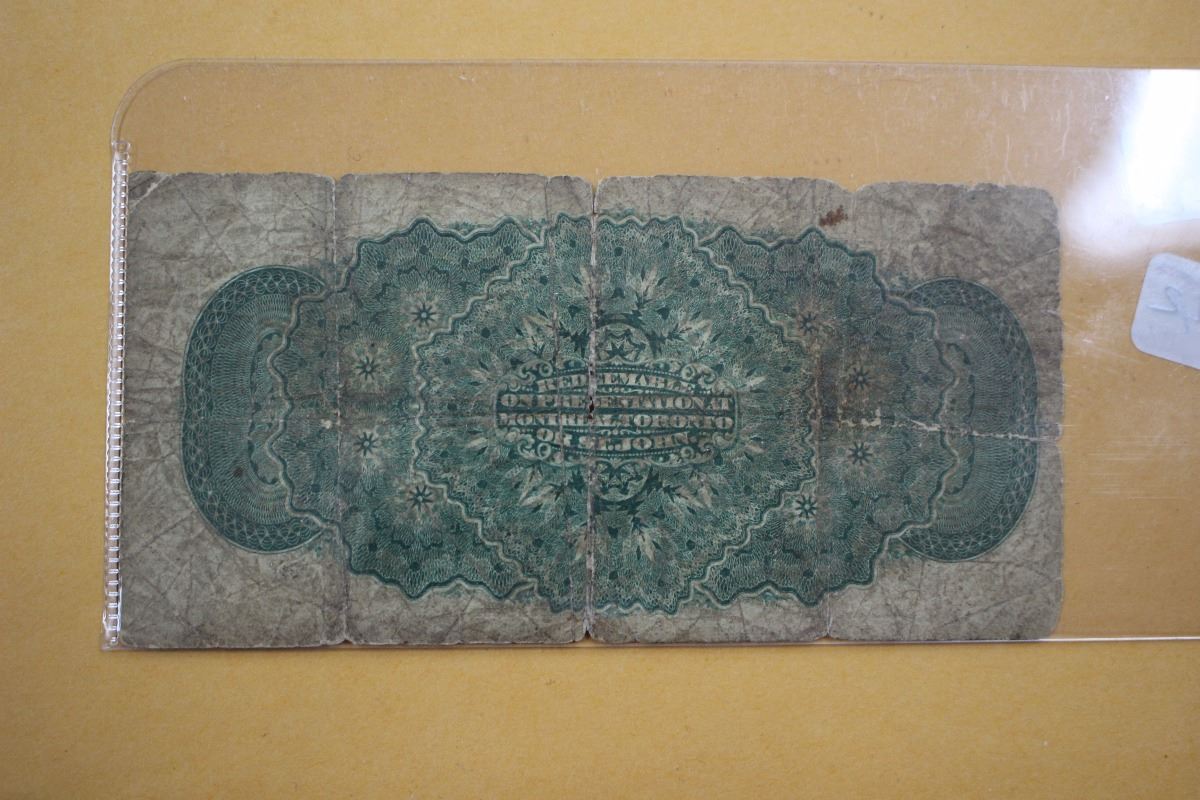 REDEEMABLE
ON PRESENTATION AT
MONTREAL TORONTO
OR ST. JOHN